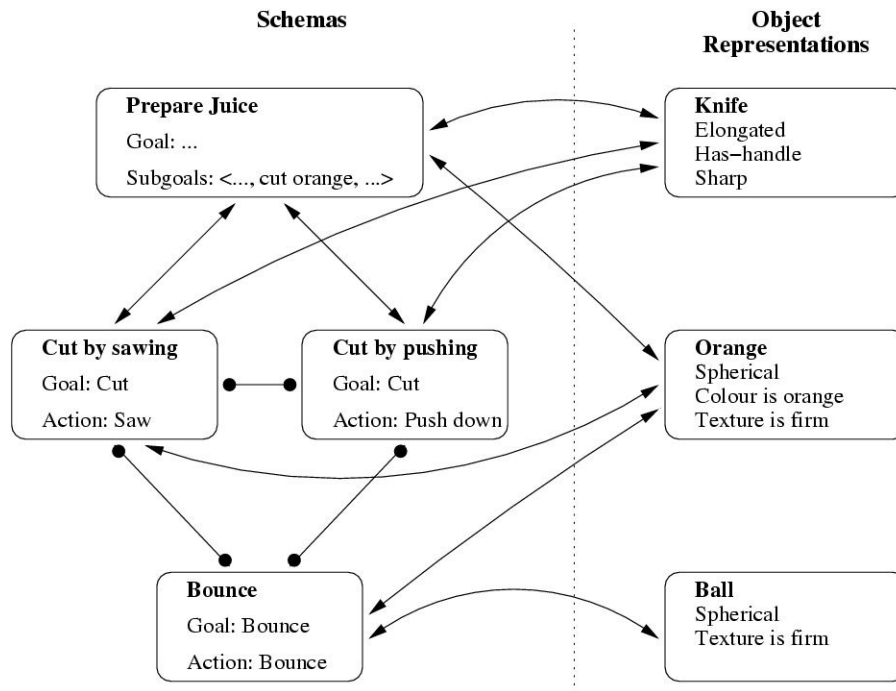 Schemas
Object
Representations
Prepare Juice
Goal: ...
Subgoals: <..., cut orange, ...>
Knife
Elongated
Has-handle
Sharp
Cut by sawing
Goal: Cut
Action: Saw
Cut by pushing
Goal: Cut
Action: Push down
Orange
Spherical
Colour is orange
Texture is firm
Bounce
Goal: Bounce
Action: Bounce
Ball
Spherical
Texture is firm